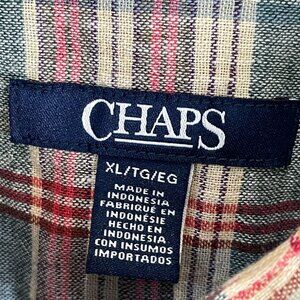 CHAPS
XL/TG/EG
MADE IN
INDONESIA
FABRIQUÉ EN
INDONÉSIE
HECHO EN
INDONESIA
CON INSUMOS
IMPORTADOS